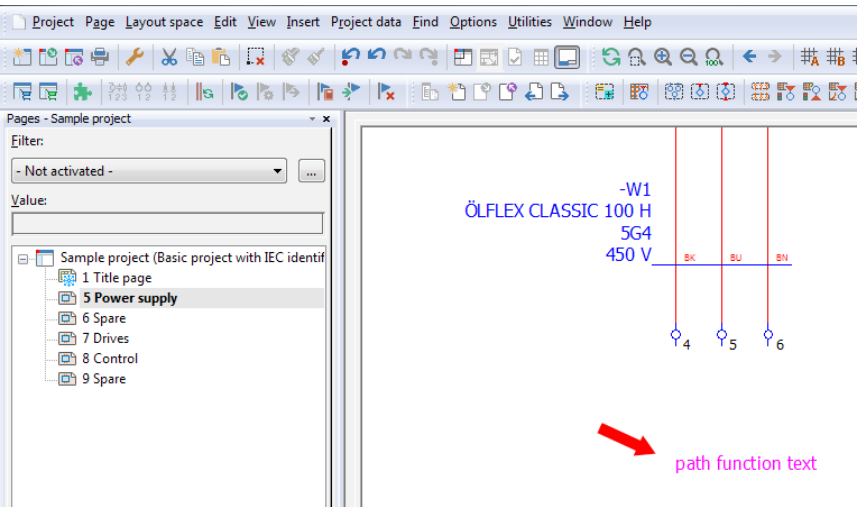 Project Page Layout space Edit View Insert Project data Find Options Utilities Window Help
Pages - Sample project
Filter:
- Not activated -
...
Value:
Sample project (Basic project with IEC identif
1 Title page
5 Power supply
6 Spare
7 Drives
8 Control
9 Spare
-W1
ÖLFLEX CLASSIC 100 H
5G4
450 V
BK BU BN
4 5 6
path function text